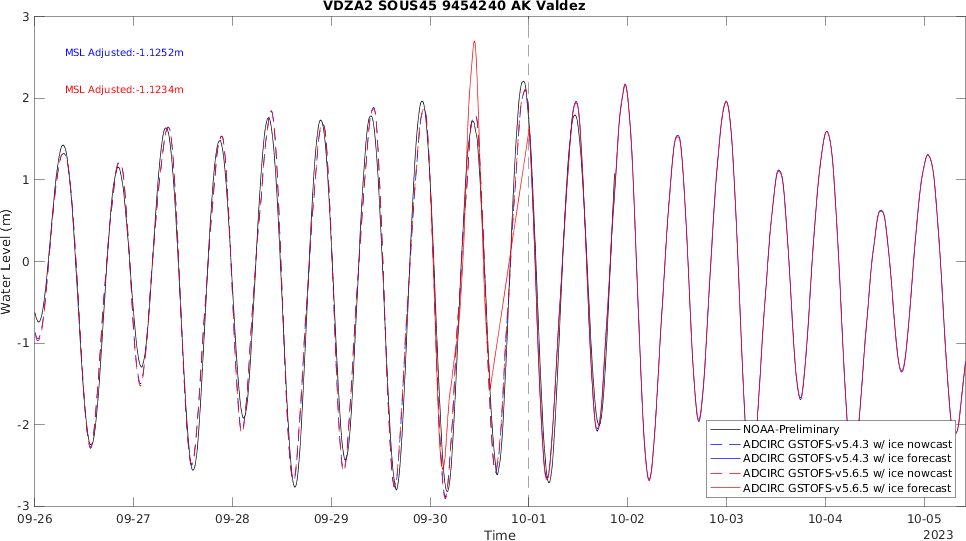 VDZA2 SOUS45 9454240 AK Valdez
MSL Adjusted:-1.1252m
MSL Adjusted:-1.1234m
3
2
1
0
-1
-2
-3
Water Level (m)
NOAA-Preliminary
ADCIRC GSTOFS-v5.4.3 w/ ice nowcast
ADCIRC GSTOFS-v5.4.3 w/ ice forecast
ADCIRC GSTOFS-v5.6.5 w/ ice nowcast
ADCIRC GSTOFS-v5.6.5 w/ ice forecast
09-26 09-27 09-28 09-29 09-30 10-01 10-02 10-03 10-04 10-05
Time
2023